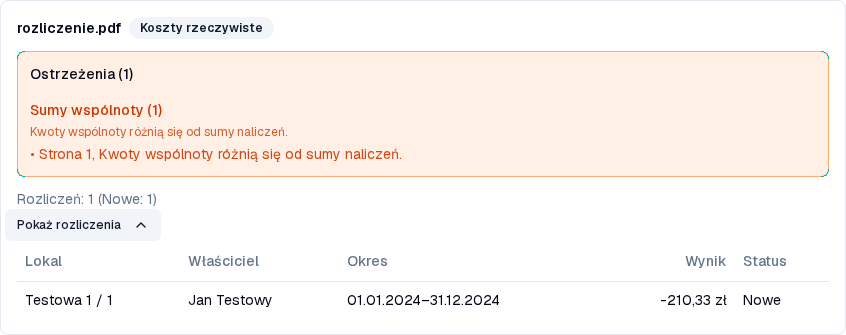 rozliczenie.pdf Koszty rzeczywiste
Ostrzeżenia (1)
Sumy wspólnoty (1)
Kwoty wspólnoty różnią się od sumy naliczeń.
• Strona 1, Kwoty wspólnoty różnią się od sumy naliczeń.
Rozliczeń: 1 (Nowe: 1)
Pokaż rozliczenia
Lokal Właściciel Okres Wynik Status
Testowa 1 / 1 Jan Testowy 01.01.2024–31.12.2024 -210,33 zł Nowe